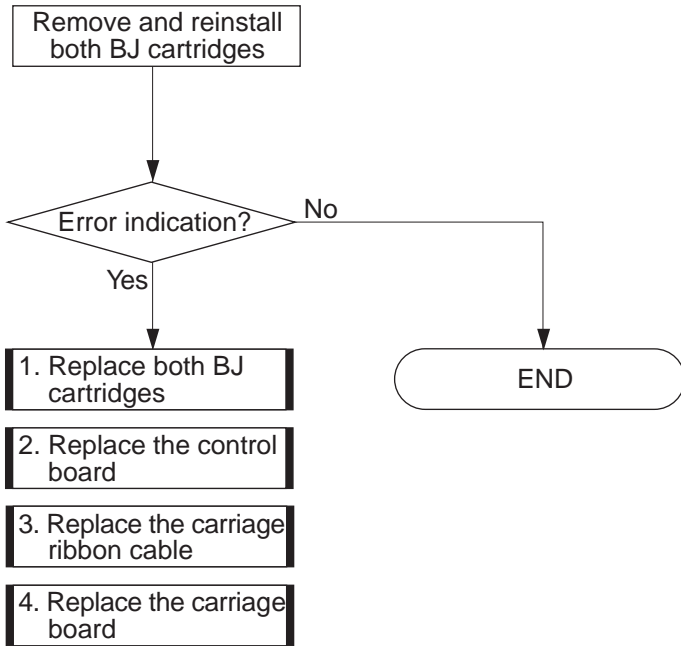 Remove and reinstall
both BJ cartridges
Error indication?
No
Yes
1. Replace both BJ
cartridges
END
2. Replace the control
board
3. Replace the carriage
ribbon cable
4. Replace the carriage
board